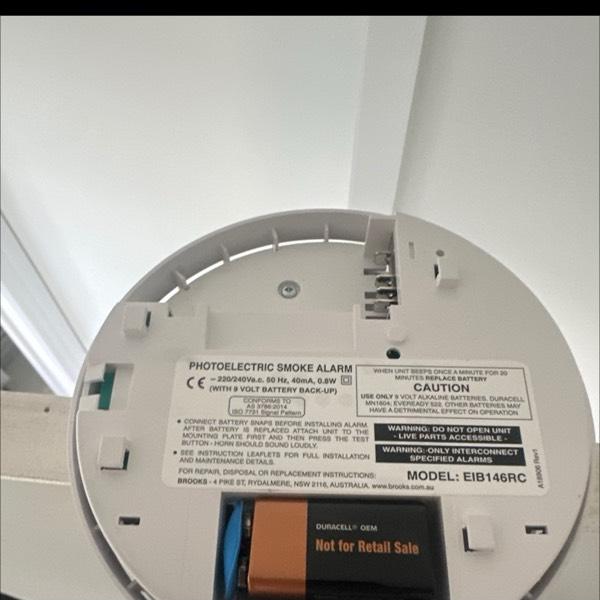 PHOTOELECTRIC SMOKE ALARM
CE ~ 220/240Va.c. 50 Hz, 40mA, 0.8W
(WITH 9 VOLT BATTERY BACK-UP)
CONFORMS TO
AS 3786:2014
ISO 7731 Signal Pattern
• CONNECT BATTERY SNAPS BEFORE INSTALLING ALARM.
AFTER BATTERY IS REPLACED ATTACH UNIT TO THE
MOUNTING PLATE FIRST AND THEN PRESS THE TEST
BUTTON - HORN SHOULD SOUND LOUDLY.
• SEE INSTRUCTION LEAFLETS FOR FULL INSTALLATION
AND MAINTENANCE DETAILS.
FOR REPAIR, DISPOSAL OR REPLACEMENT INSTRUCTIONS:
BROOKS - 4 PIKE ST, RYDALMERE, NSW 2116, AUSTRALIA. www.brooks.com.au
WHEN UNIT BEEPS ONCE A MINUTE FOR 20
MINUTES REPLACE BATTERY
CAUTION
USE ONLY 9 VOLT ALKALINE BATTERIES, DURACELL
MN1604, EVEREADY 522. OTHER BATTERIES MAY
HAVE A DETRIMENTAL EFFECT ON OPERATION
WARNING: DO NOT OPEN UNIT
- LIVE PARTS ACCESSIBLE -
WARNING: ONLY INTERCONNECT
SPECIFIED ALARMS
MODEL: EIB146RC
A18906 Rev1
DURACELL® OEM
Not for Retail Sale